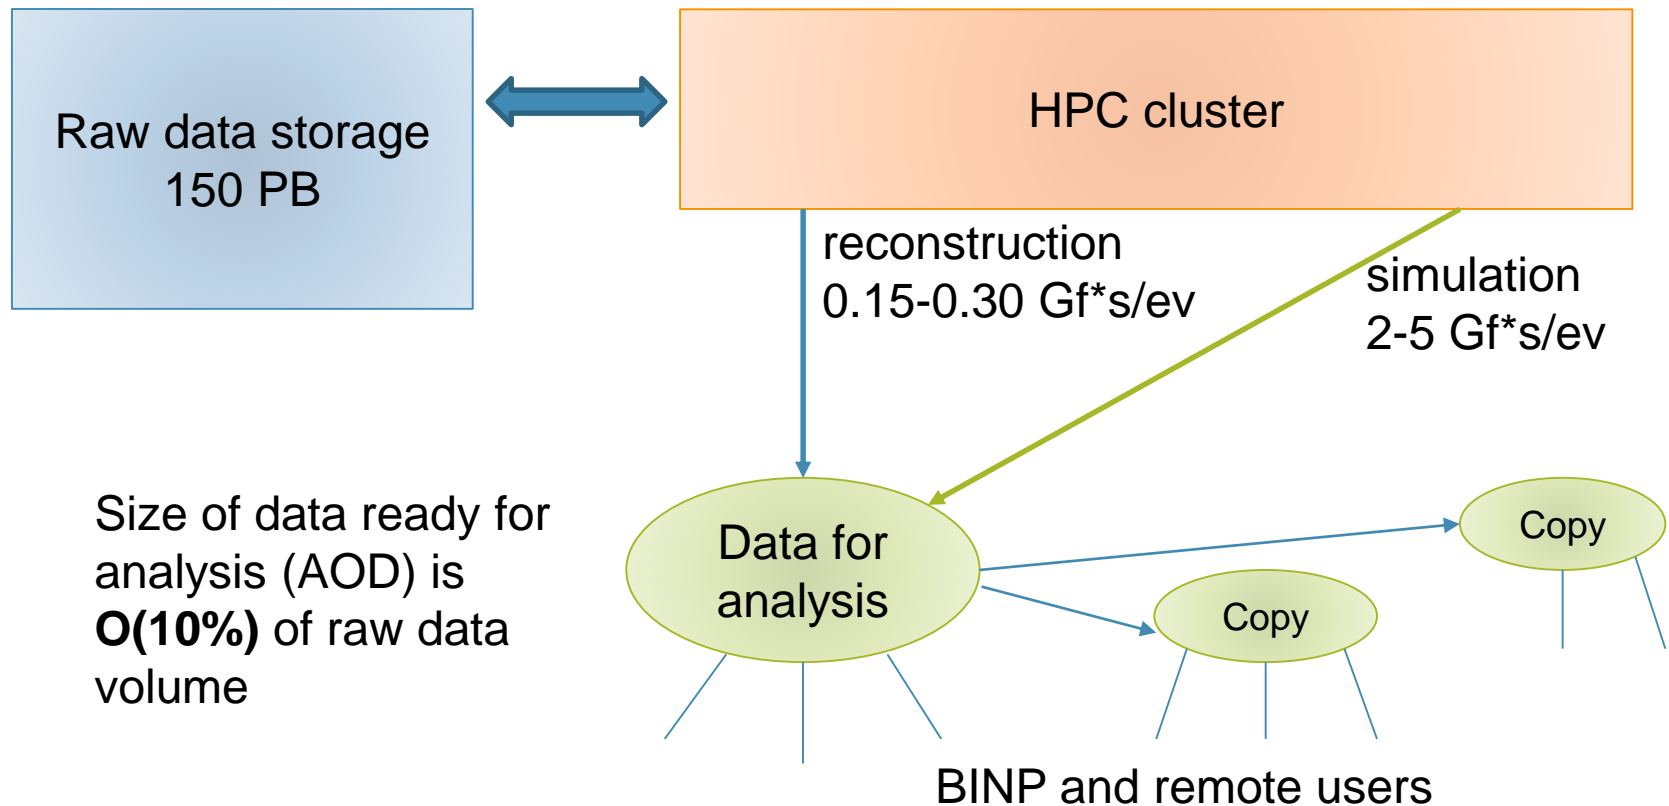 Raw data storage
150 PB
HPC cluster
reconstruction
0.15-0.30 Gf*s/ev
simulation
2-5 Gf*s/ev
Size of data ready for
analysis (AOD) is
O(10%) of raw data
volume
Data for
analysis
Copy
Copy
BINP and remote users